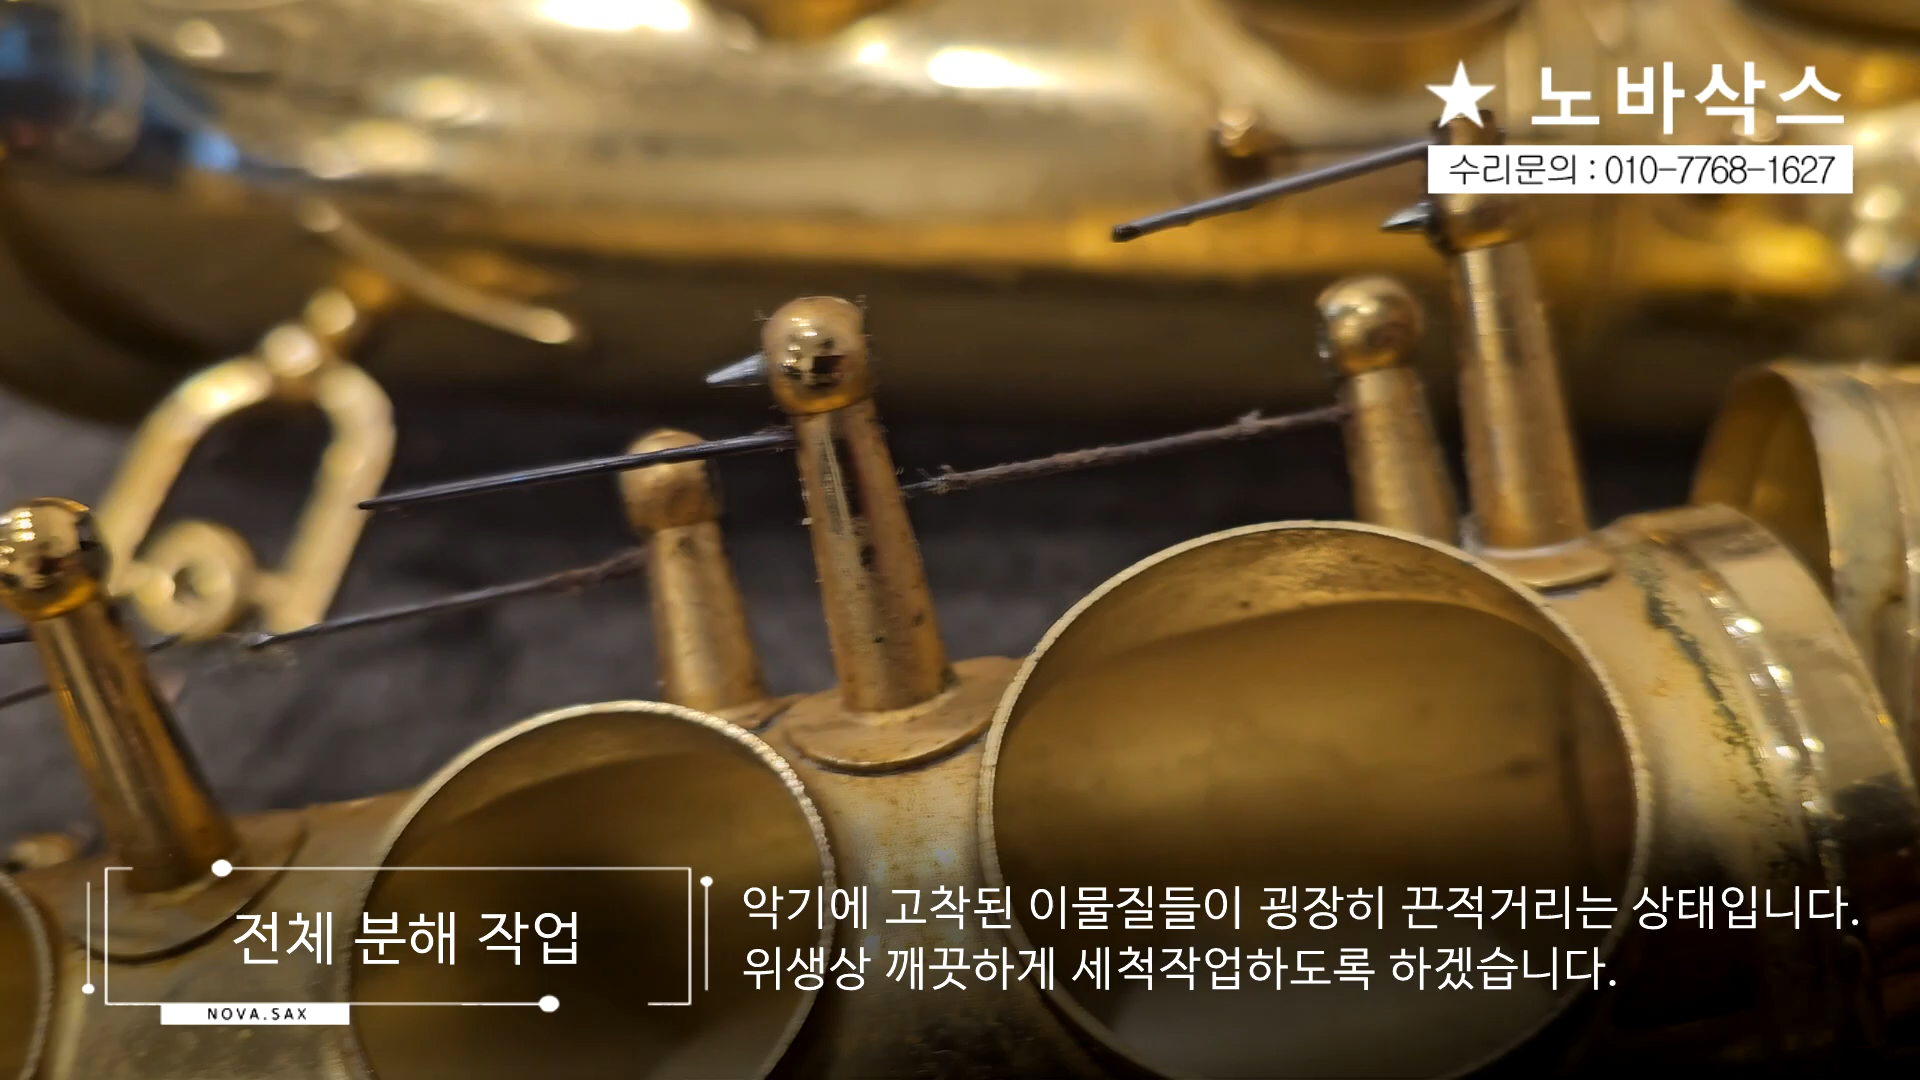 ★ 노바삭스
수리문의 : 010-7768-1627
전체 분해 작업
NOVA.SAX
악기에 고착된 이물질들이 굉장히 끈적거리는 상태입니다.
위생상 깨끗하게 세척작업하도록 하겠습니다.